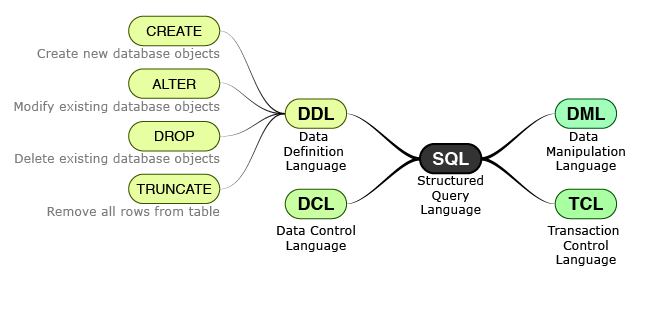 CREATE
Create new database objects
ALTER
Modify existing database objects
DROP
Delete existing database objects
TRUNCATE
Remove all rows from table
DDL
Data
Definition
Language
DCL
Data Control
Language
SQL
Structured
Query
Language
DML
Data
Manipulation
Language
TCL
Transaction
Control
Language